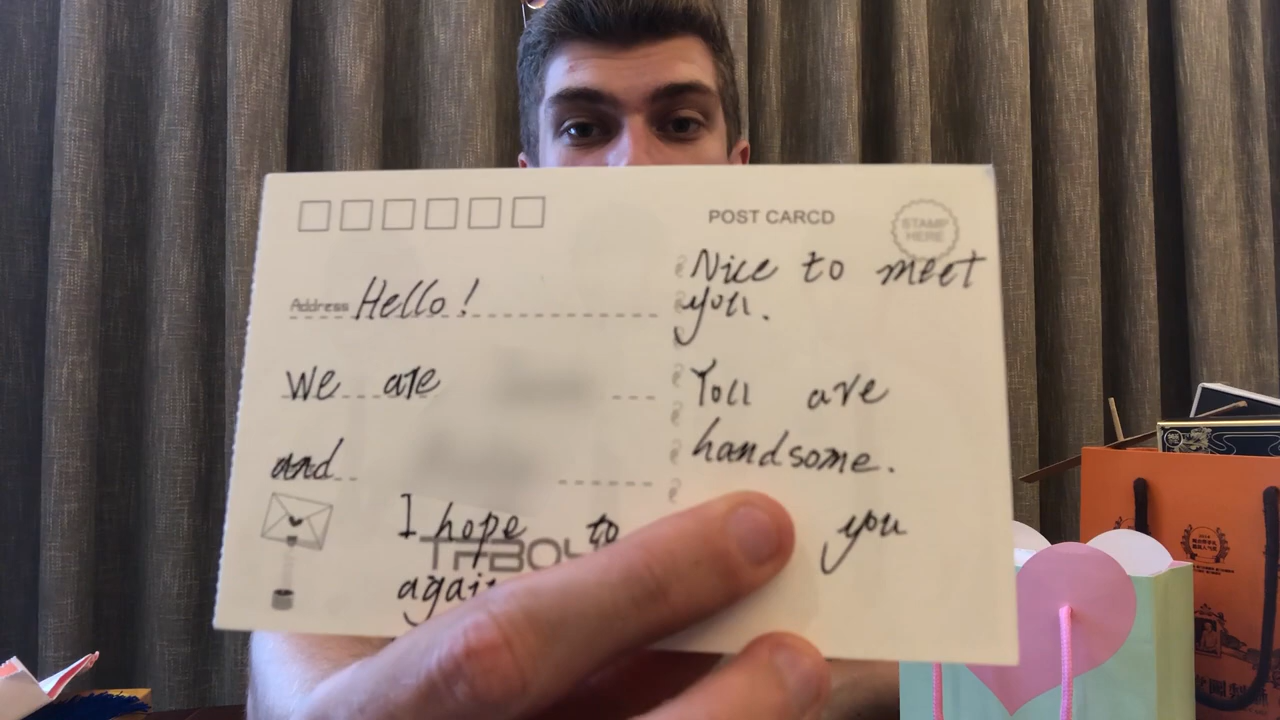 POST CARCD
STAMP
HERE
Address Hello!
We are
and
I hope to
you
again
TFBOY
Nice to meet
you.
You are
handsome.